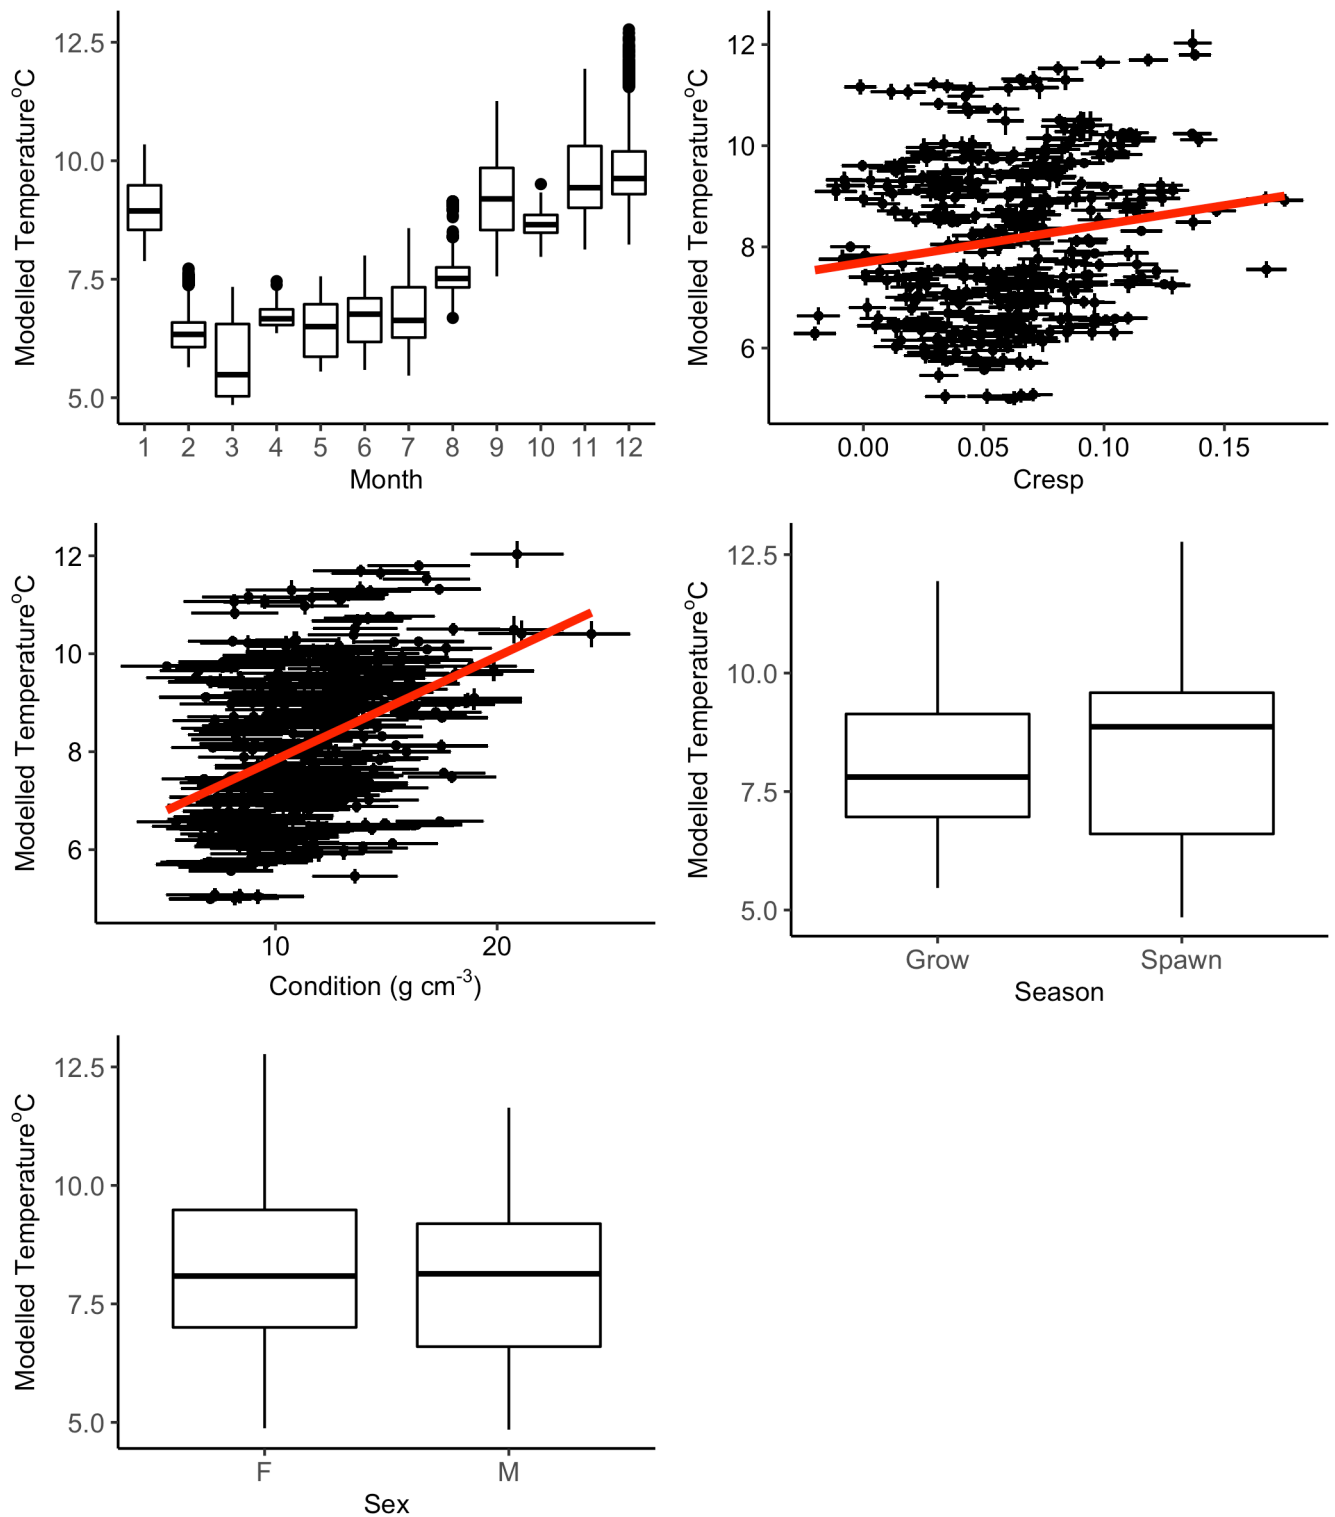 Modelled Temperature°C
12.5
10.0
7.5
5.0
1 2 3 4 5 6 7 8 9 10 11 12
Month
Modelled Temperature°C
12
10
8
6
0.00 0.05 0.10 0.15
Cresp
Modelled Temperature°C
12
10
8
6
10 20
Condition (g cm⁻³)
Modelled Temperature°C
12.5
10.0
7.5
5.0
Grow Spawn
Season
Modelled Temperature°C
12.5
10.0
7.5
5.0
F M
Sex